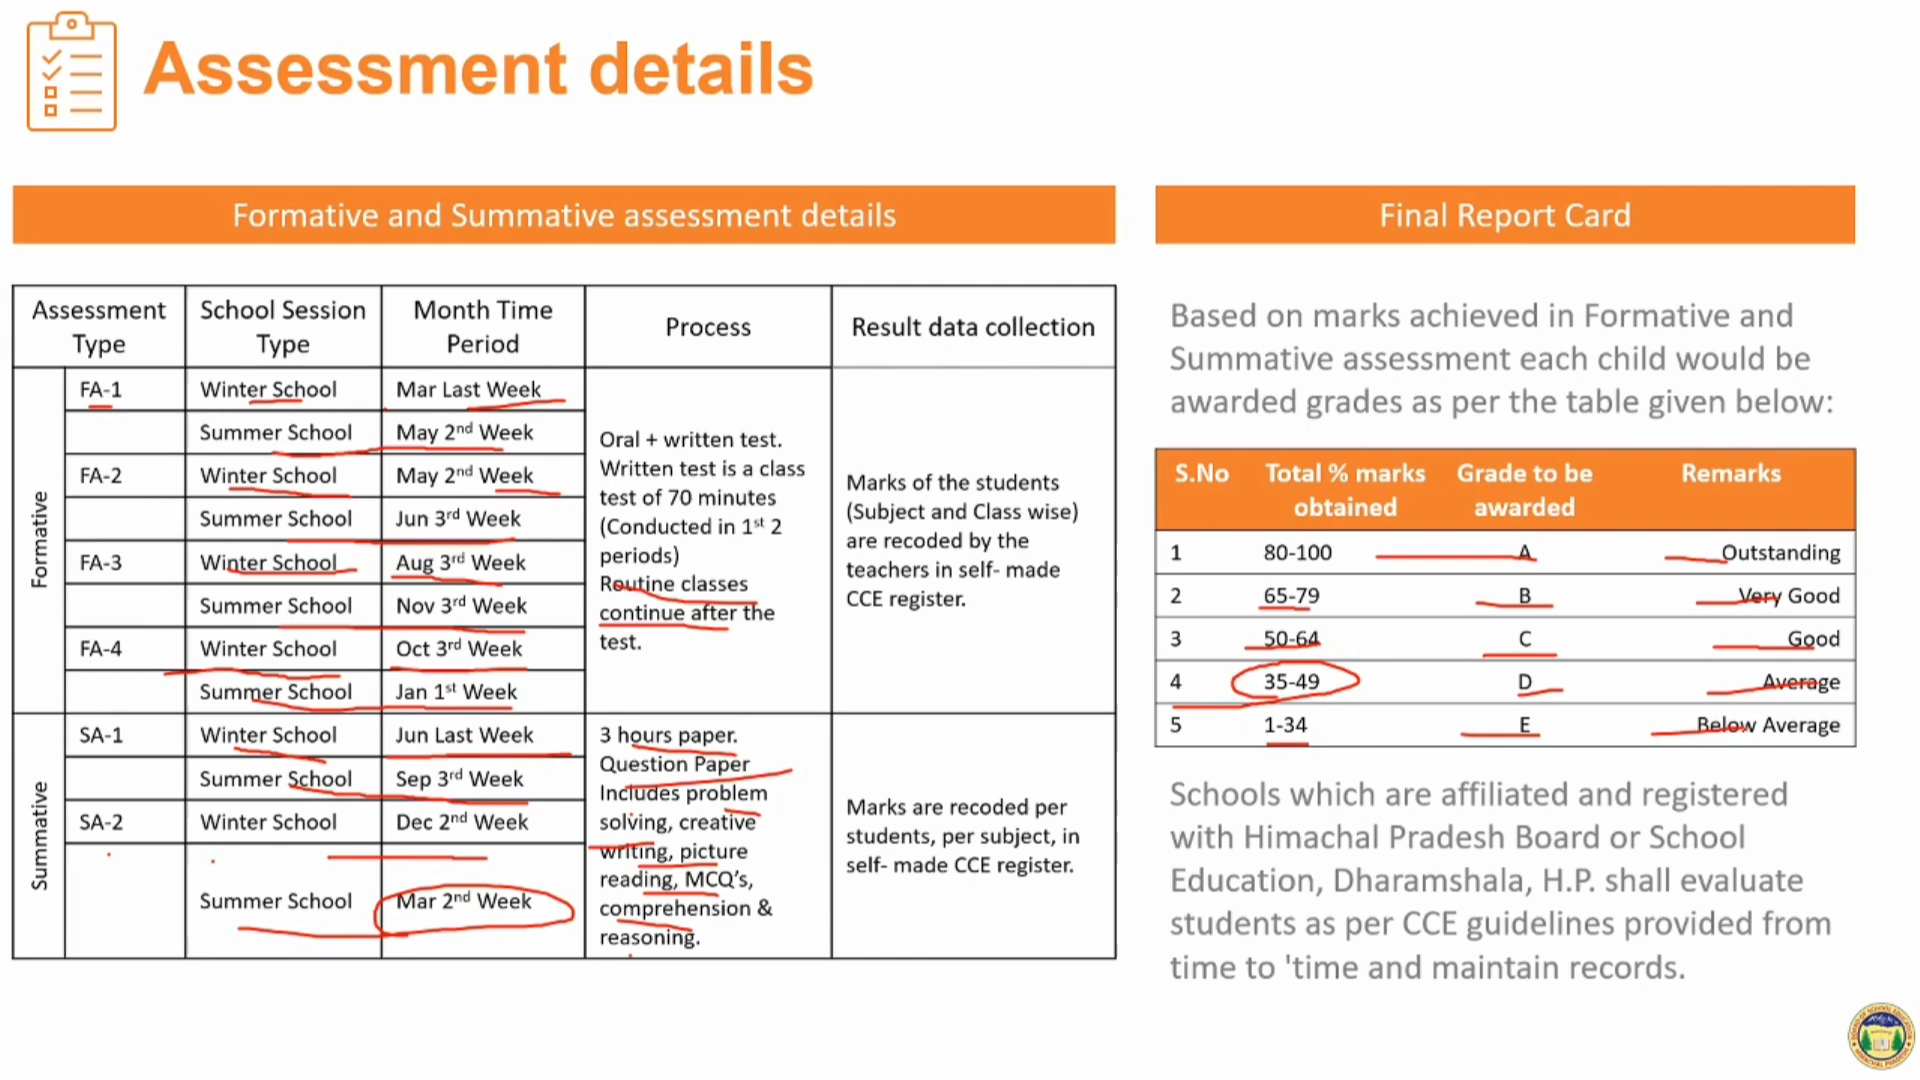 Assessment details
Formative and Summative assessment details
Assessment Type
School Session Type
Month Time Period
Process
Result data collection
Formative
FA-1
Winter School
Mar Last Week
Summer School
May 2nd Week
FA-2
Winter School
May 2nd Week
Summer School
Jun 3rd Week
FA-3
Winter School
Aug 3rd Week
Summer School
Nov 3rd Week
FA-4
Winter School
Oct 3rd Week
Summer School
Jan 1st Week
Oral + written test.
Written test is a class
test of 70 minutes
(Conducted in 1st 2
periods)
Routine classes
continue after the
test.
Marks of the students
(Subject and Class wise)
are recoded by the
teachers in self- made
CCE register.
Summative
SA-1
Winter School
Jun Last Week
Summer School
Sep 3rd Week
SA-2
Winter School
Dec 2nd Week
Summer School
Mar 2nd Week
3 hours paper.
Question Paper
Includes problem
solving, creative
writing, picture
reading, MCQ's,
comprehension &
reasoning.
Marks are recoded per
students, per subject, in
self- made CCE register.
Final Report Card
Based on marks achieved in Formative and
Summative assessment each child would be
awarded grades as per the table given below:
S.No
Total % marks obtained
Grade to be awarded
Remarks
1 80-100 A Outstanding
2 65-79 B Very Good
3 50-64 C Good
4 35-49 D Average
5 1-34 E Below Average
Schools which are affiliated and registered
with Himachal Pradesh Board or School
Education, Dharamshala, H.P. shall evaluate
students as per CCE guidelines provided from
time to 'time and maintain records.